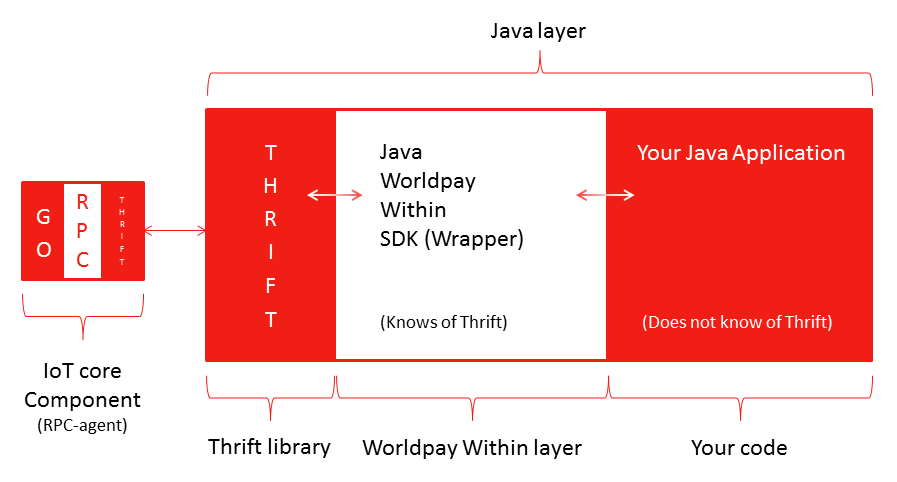 Java layer
GO
RPC
THRIFT
THRIFT
Java
Worldpay
Within
SDK (Wrapper)
(Knows of Thrift)
Your Java Application
(Does not know of Thrift)
IoT core
Component
(RPC-agent)
Thrift library
Worldpay Within layer
Your code